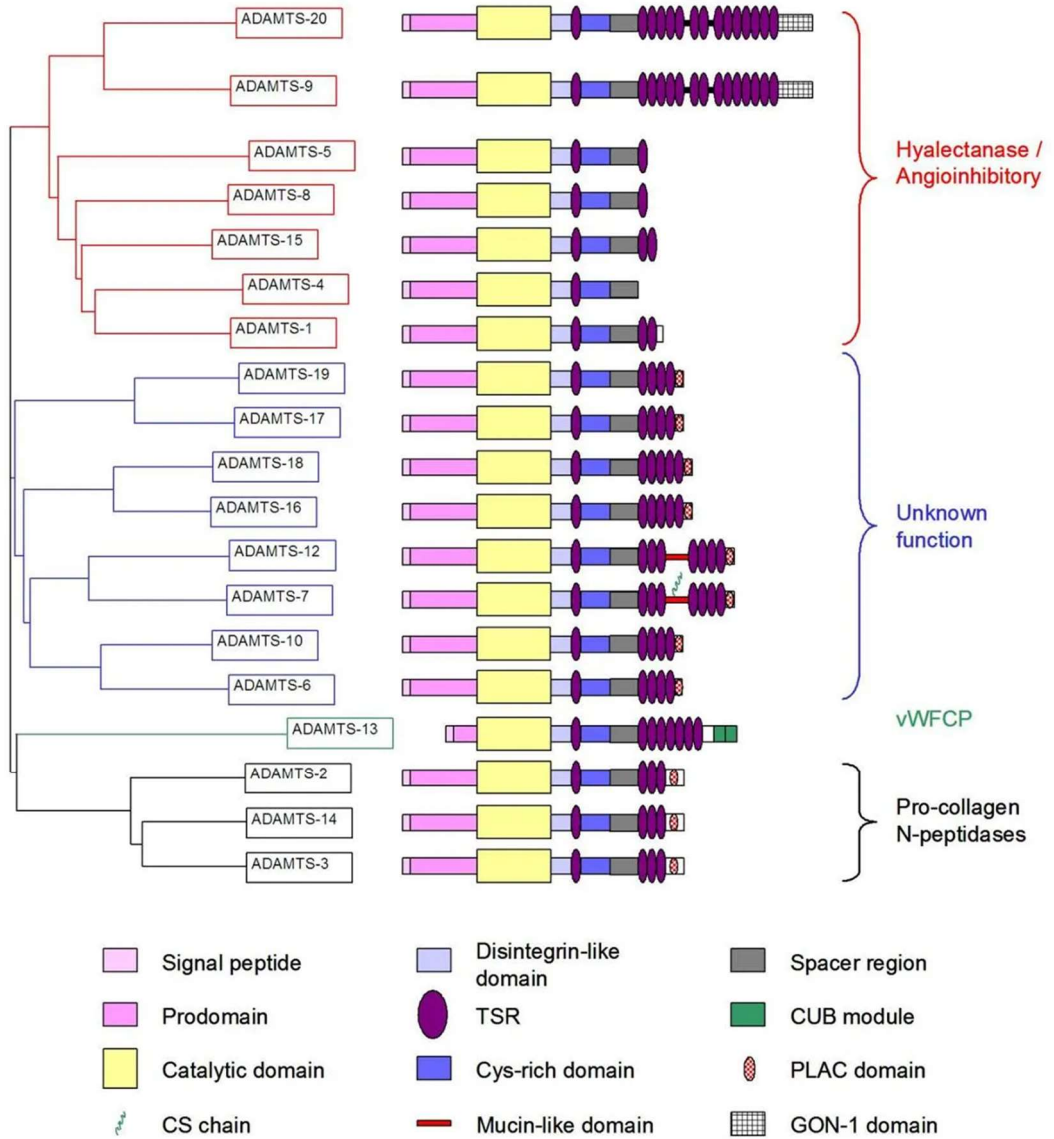 ADAMTS-20
ADAMTS-9
ADAMTS-5
ADAMTS-8
ADAMTS-15
ADAMTS-4
ADAMTS-1
Hyalectanase /
Angioinhibitory
ADAMTS-19
ADAMTS-17
ADAMTS-18
ADAMTS-16
ADAMTS-12
ADAMTS-7
ADAMTS-10
ADAMTS-6
Unknown
function
ADAMTS-13
vWFCP
ADAMTS-2
ADAMTS-14
ADAMTS-3
Pro-collagen
N-peptidases
Signal peptide
Prodomain
Catalytic domain
CS chain
Disintegrin-like
domain
TSR
Cys-rich domain
Mucin-like domain
Spacer region
CUB module
PLAC domain
GON-1 domain